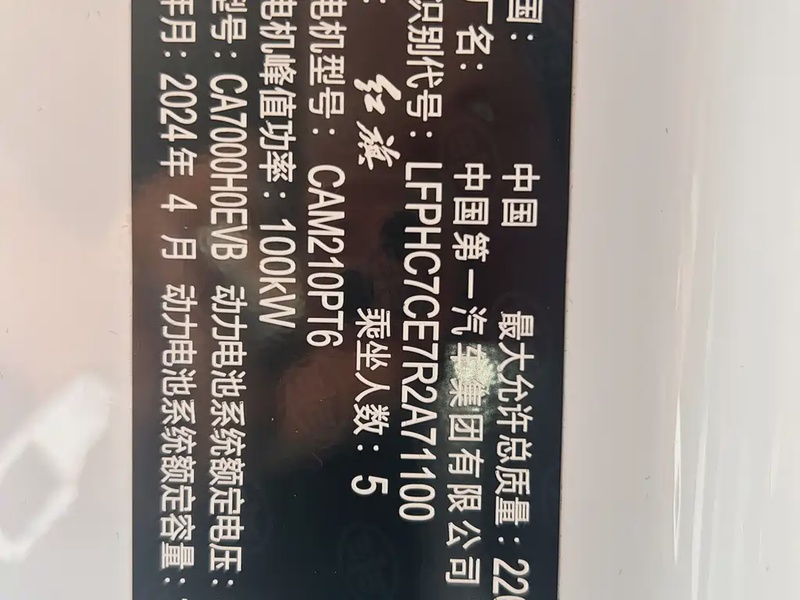 国：中国 最大允许总质量：220
厂名：中国第一汽车集团有限公司
识别代号：LFPHC7CE7R2A71100
：红旗 乘坐人数：5
电机型号：CAM210PT6
电机峰值功率：100kW
型号：CA7000H0EVB 动力电池系统额定电压：
年月：2024年4月 动力电池系统额定容量：